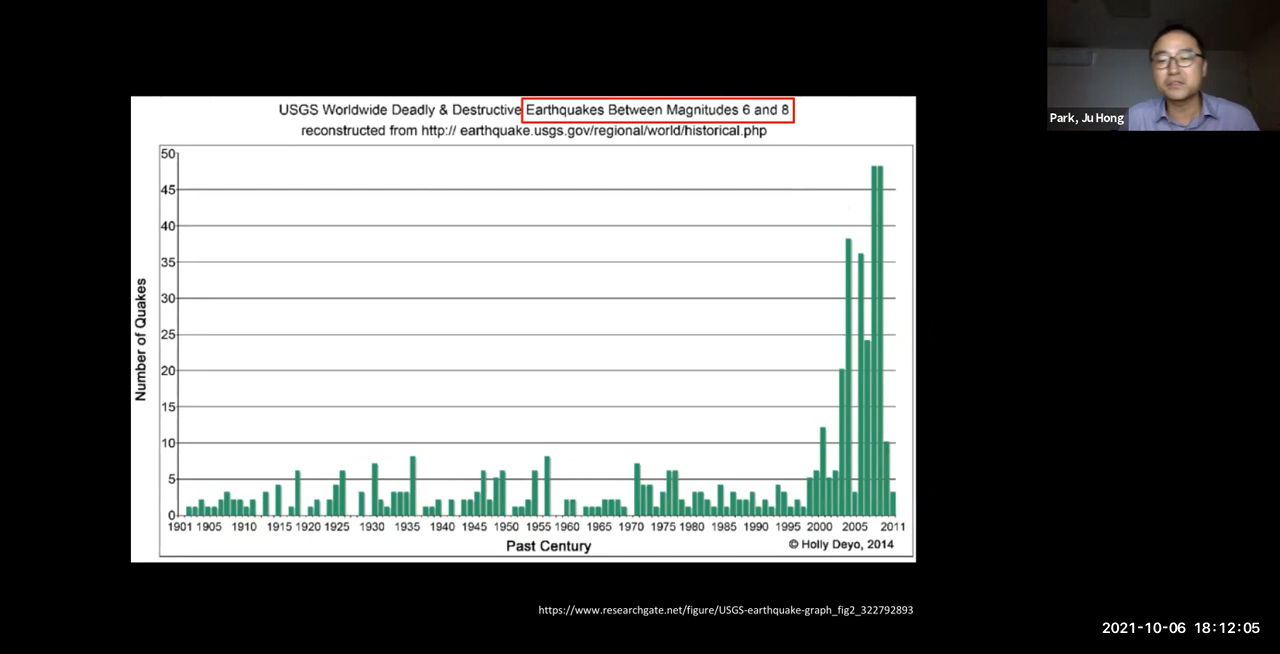 USGS Worldwide Deadly & Destructive Earthquakes Between Magnitudes 6 and 8
reconstructed from http:// earthquake.usgs.gov/regional/world/historical.php
Park, Ju Hong
Number of Quakes
50
45
40
35
30
25
20
15
10
5
0
1901 1905 1910 1915 1920 1925 1930 1935 1940 1945 1950 1955 1960 1965 1970 1975 1980 1985 1990 1995 2000 2005 2011
Past Century
© Holly Deyo, 2014
https://www.researchgate.net/figure/USGS-earthquake-graph_fig2_322792893
2021-10-06 18:12:05